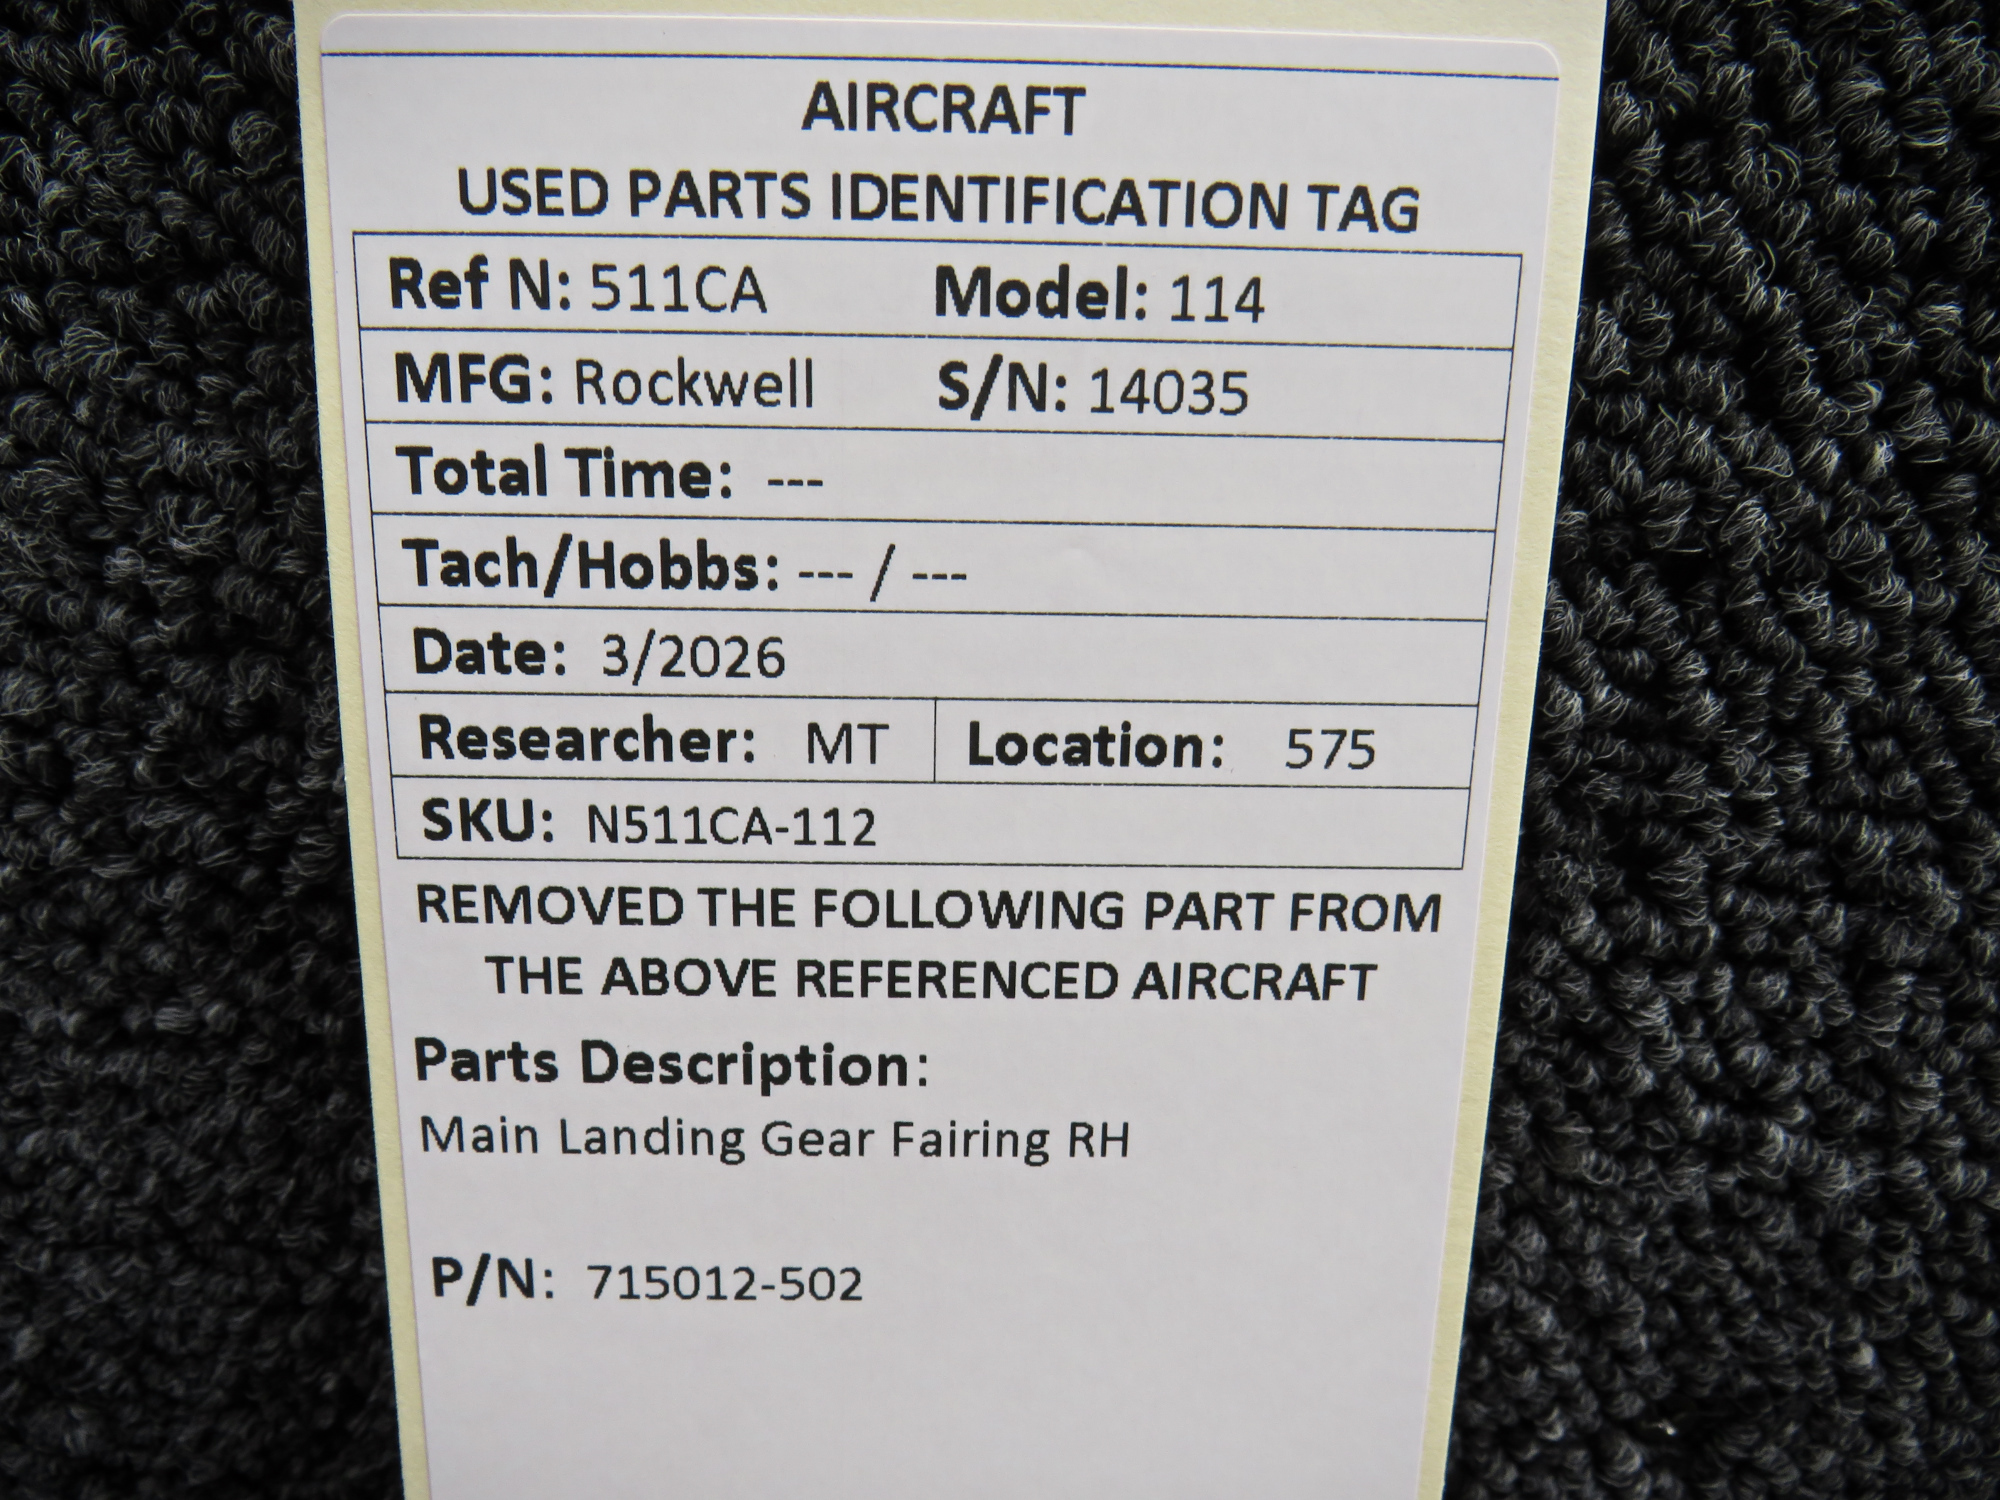 AIRCRAFT
USED PARTS IDENTIFICATION TAG
Ref N: 511CA Model: 114
MFG: Rockwell S/N: 14035
Total Time: ---
Tach/Hobbs: --- / ---
Date: 3/2026
Researcher: MT Location: 575
SKU: N511CA-112
REMOVED THE FOLLOWING PART FROM
THE ABOVE REFERENCED AIRCRAFT
Parts Description:
Main Landing Gear Fairing RH
P/N: 715012-502